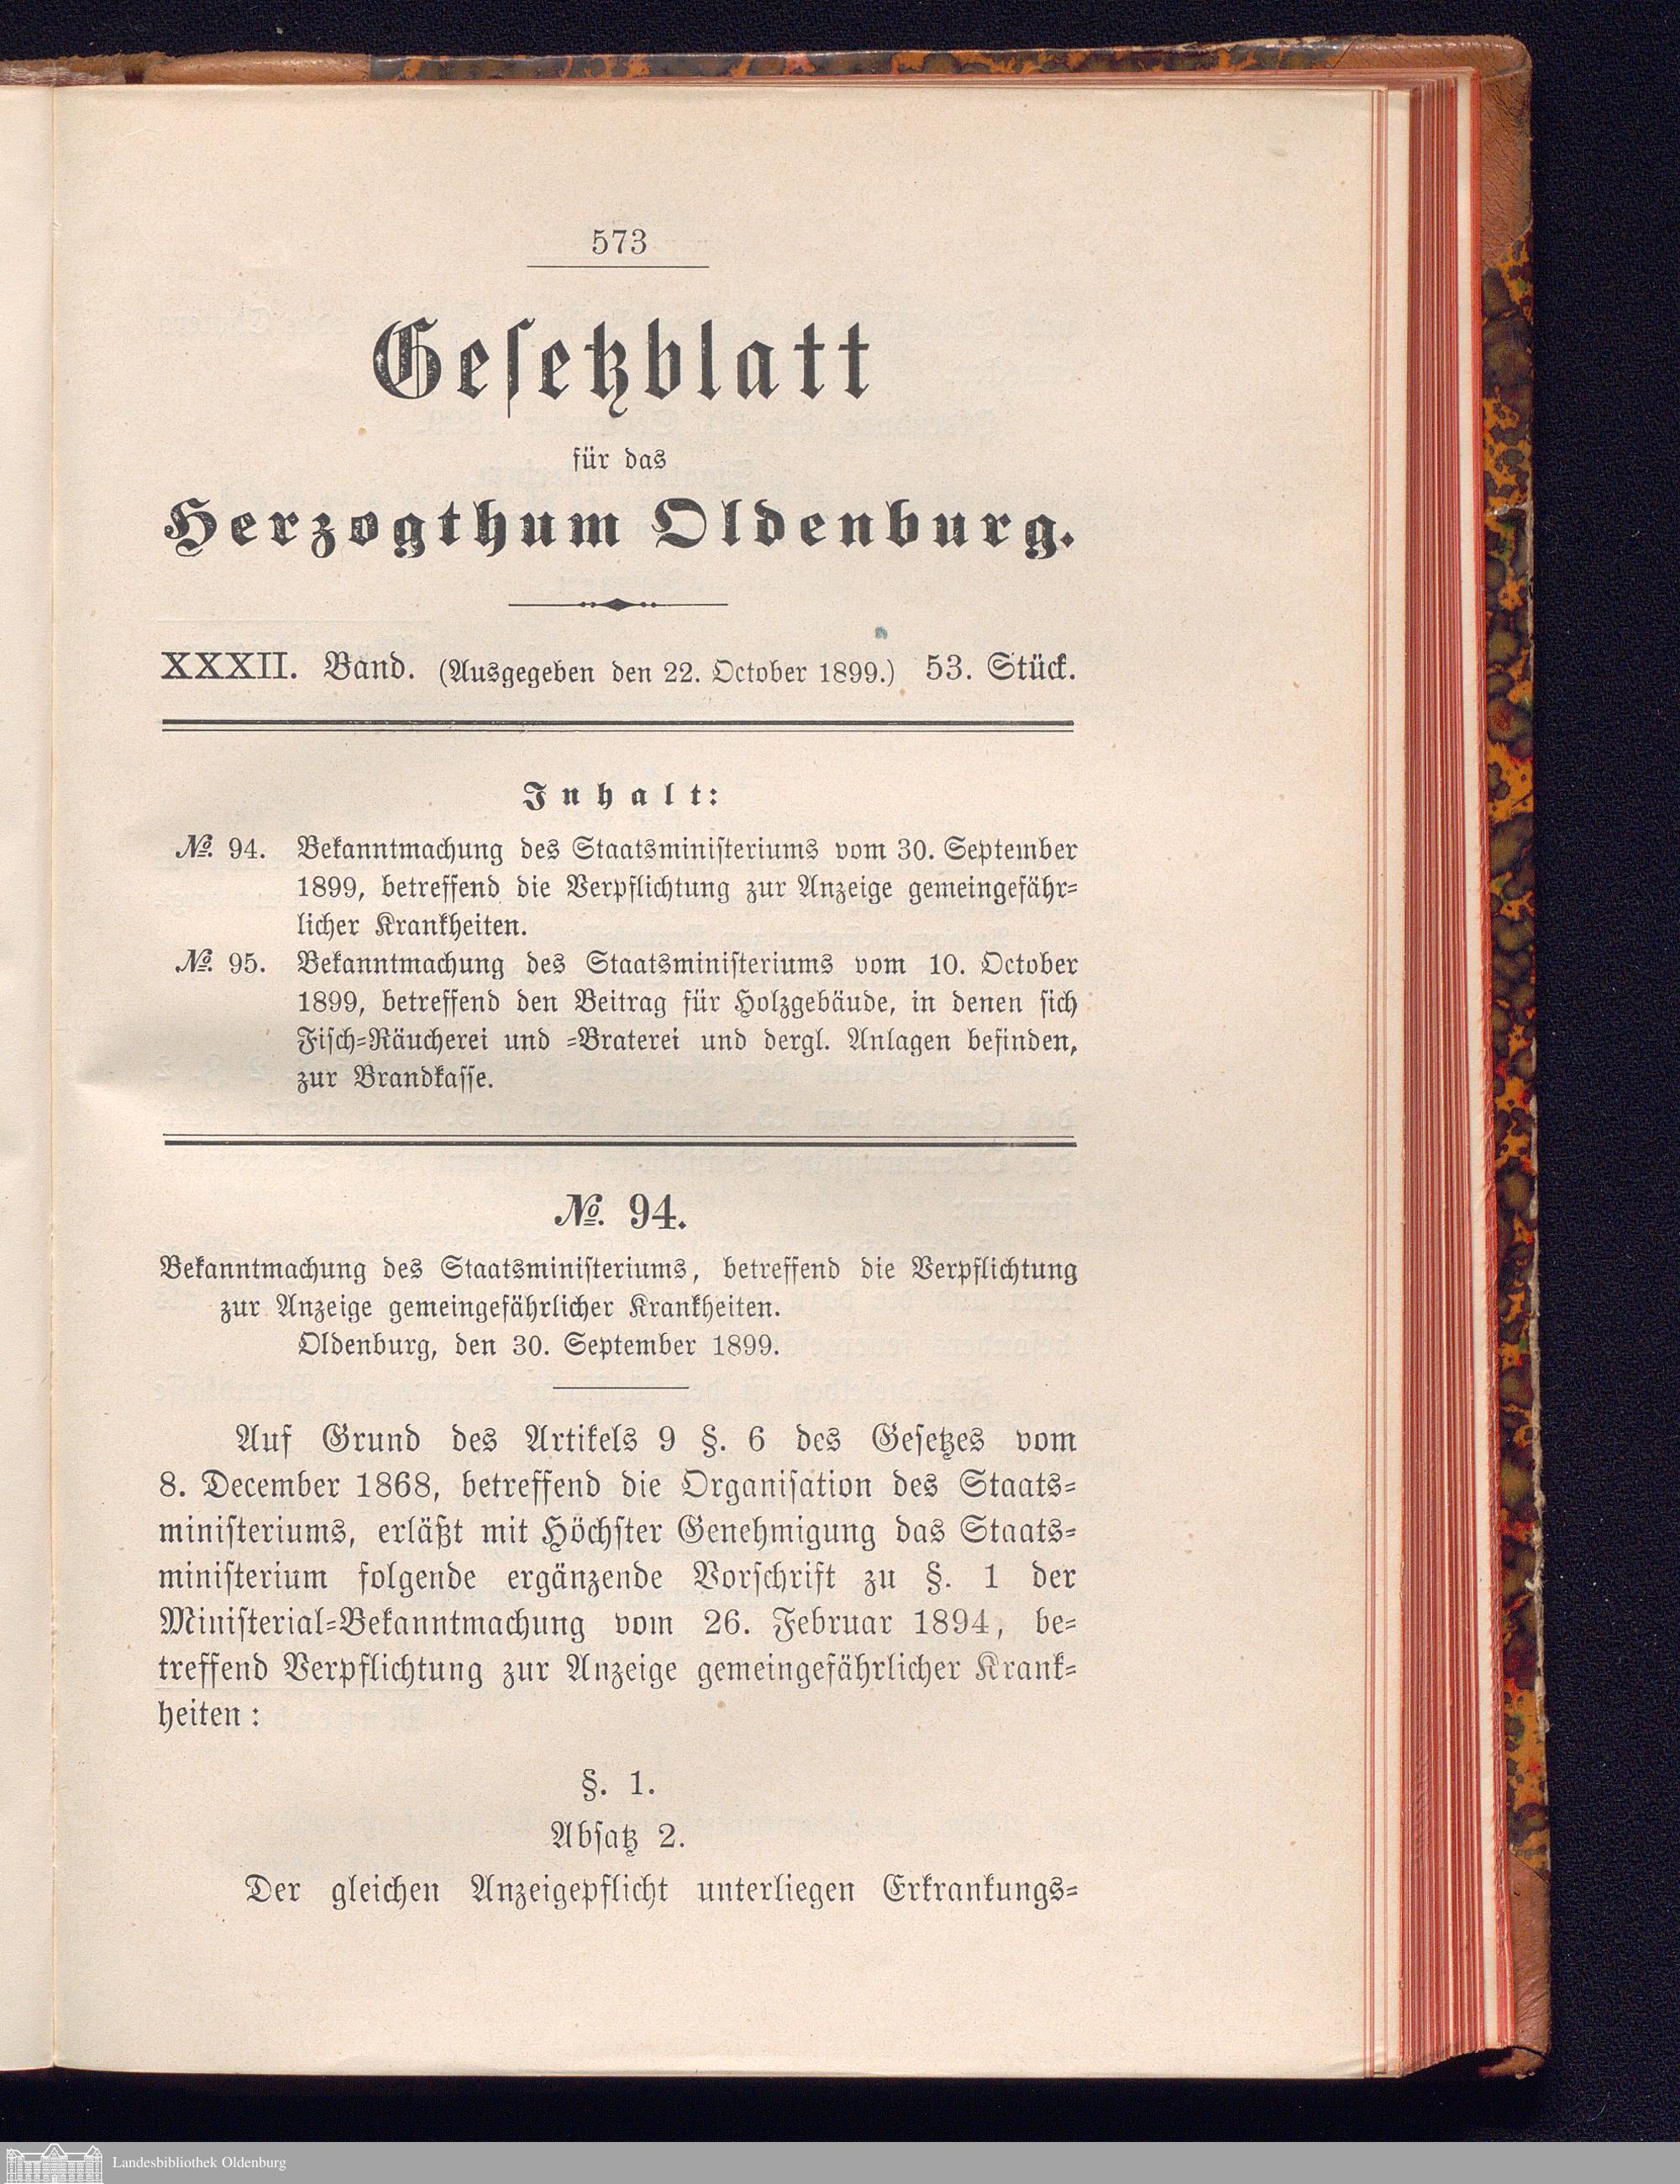 573
Gesetzblatt
für das
Herzogthum Oldenburg.
XXXII. Band. (Ausgegeben den 22. October 1899.) 53. Stück.
Inhalt:
№. 94. Bekanntmachung des Staatsministeriums vom 30. September
1899, betreffend die Verpflichtung zur Anzeige gemeingefähr-
licher Krankheiten.
№. 95. Bekanntmachung des Staatsministeriums vom 10. October
1899, betreffend den Beitrag für Holzgebäude, in denen sich
Fisch-Räucherei und -Braterei und dergl. Anlagen befinden,
zur Brandkasse.
№. 94.
Bekanntmachung des Staatsministeriums, betreffend die Verpflichtung
zur Anzeige gemeingefährlicher Krankheiten.
Oldenburg, den 30. September 1899.
Auf Grund des Artikels 9 §. 6 des Gesetzes vom
8. December 1868, betreffend die Organisation des Staats-
ministeriums, erläßt mit Höchster Genehmigung das Staats-
ministerium folgende ergänzende Vorschrift zu §. 1 der
Ministerial-Bekanntmachung vom 26. Februar 1894, be-
treffend Verpflichtung zur Anzeige gemeingefährlicher Krank-
heiten:
§. 1.
Absatz 2.
Der gleichen Anzeigepflicht unterliegen Erkrankungs-
Landesbibliothek Oldenburg